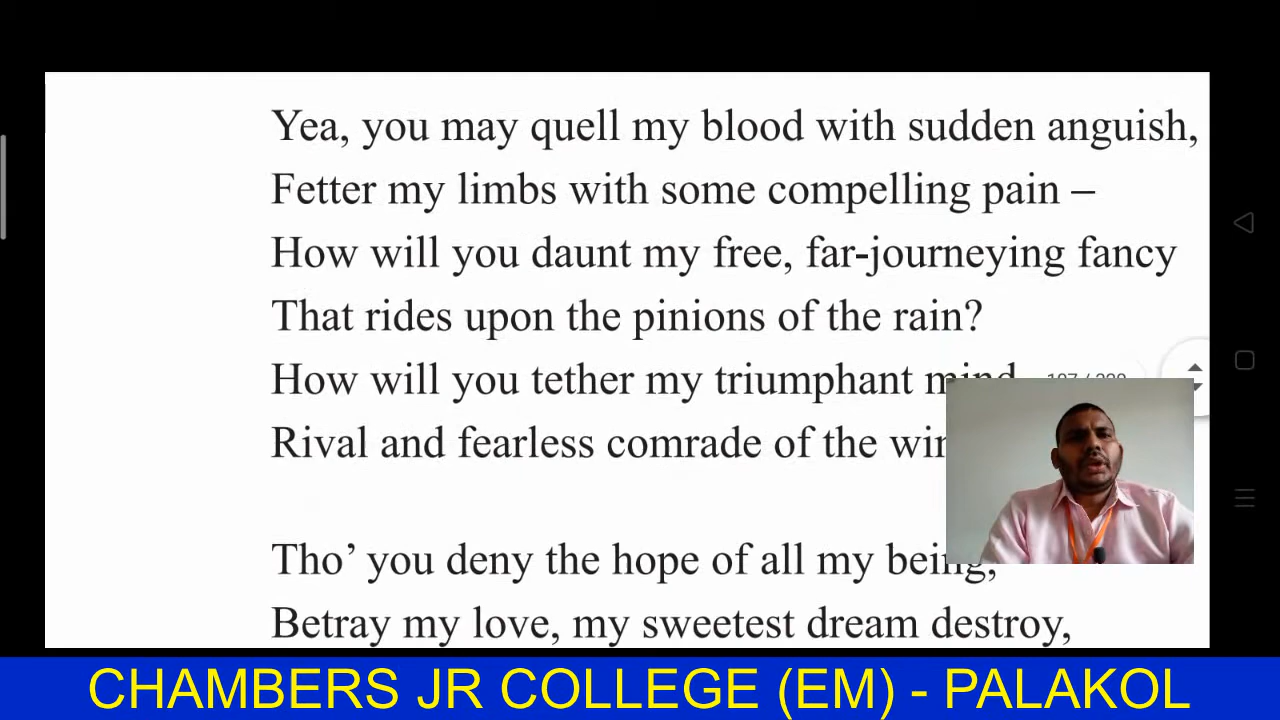 Yea, you may quell my blood with sudden anguish,
Fetter my limbs with some compelling pain –
How will you daunt my free, far-journeying fancy
That rides upon the pinions of the rain?
How will you tether my triumphant mind
Rival and fearless comrade of the
Tho’ you deny the hope of all my being,
Betray my love, my sweetest dream destroy,
CHAMBERS JR COLLEGE (EM) - PALAKOL